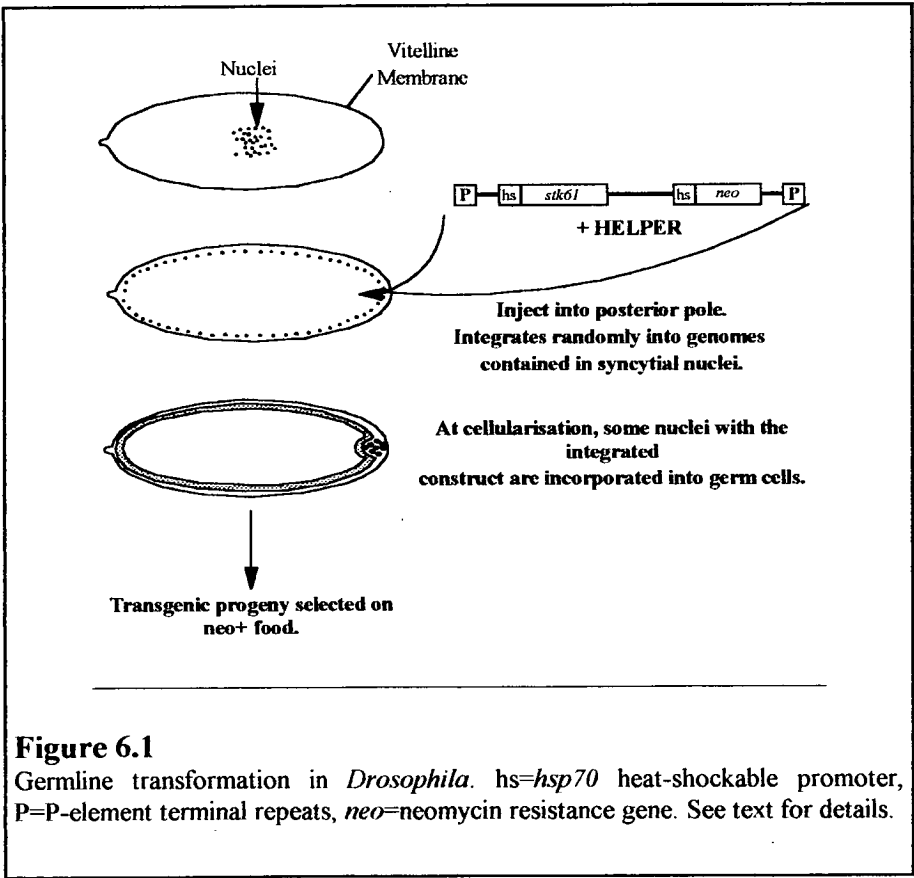 Nuclei
Vitelline
Membrane
P hs stk61 hs neo P
+ HELPER
Inject into posterior pole.
Integrates randomly into genomes
contained in syncytial nuclei.
At cellularisation, some nuclei with the
integrated
construct are incorporated into germ cells.
Transgenic progeny selected on
neo+ food.
Figure 6.1
Germline transformation in Drosophila. hs=hsp70 heat-shockable promoter,
P=P-element terminal repeats, neo=neomycin resistance gene. See text for details.